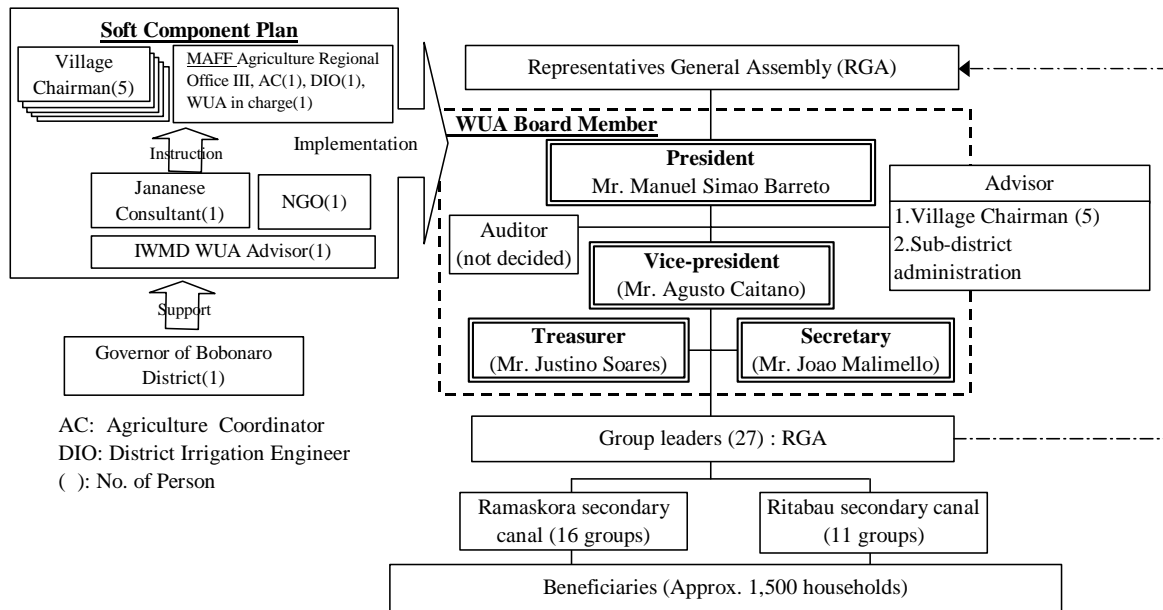 Soft Component Plan
Village
Chairman(5)
MAFF Agriculture Regional
Office III, AC(1), DIO(1),
WUA in charge(1)
Instruction
Implementation
Jananese
Consultant(1)
NGO(1)
IWMD WUA Advisor(1)
Support
Governor of Bobonaro
District(1)
AC: Agriculture Coordinator
DIO: District Irrigation Engineer
( ): No. of Person
Representatives General Assembly (RGA)
WUA Board Member
President
Mr. Manuel Simao Barreto
Auditor
(not decided)
Advisor
1.Village Chairman (5)
2.Sub-district
administration
Vice-president
(Mr. Agusto Caitano)
Treasurer
(Mr. Justino Soares)
Secretary
(Mr. Joao Malimello)
Group leaders (27) : RGA
Ramaskora secondary
canal (16 groups)
Ritabau secondary canal
(11 groups)
Beneficiaries (Approx. 1,500 households)